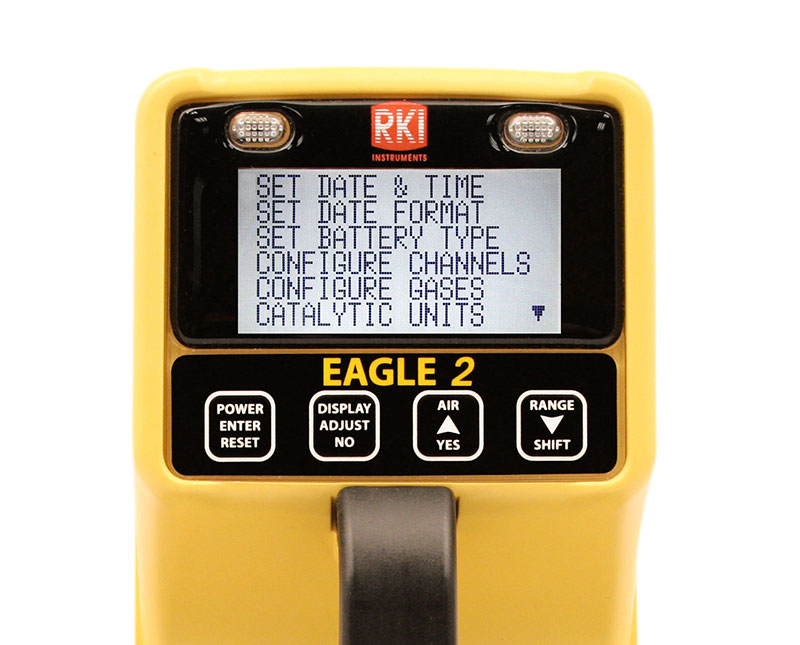 RKI
INSTRUMENTS
SET DATE & TIME
SET DATE FORMAT
SET BATTERY TYPE
CONFIGURE CHANNELS
CONFIGURE GASES
CATALYTIC UNITS
EAGLE 2
POWER
ENTER
RESET
DISPLAY
ADJUST
NO
AIR
YES
RANGE
SHIFT